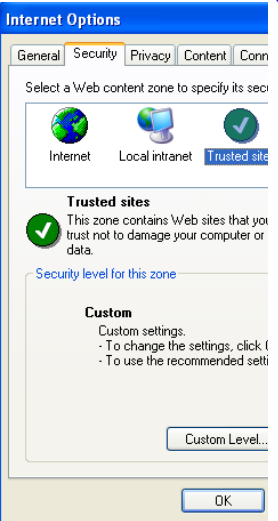 Internet Options
General Security Privacy Content Conn
Select a Web content zone to specify its secu
Internet Local intranet Trusted site
Trusted sites
This zone contains Web sites that you
trust not to damage your computer or
data.
Security level for this zone
Custom
Custom settings.
- To change the settings, click C
- To use the recommended setti
Custom Level...
OK